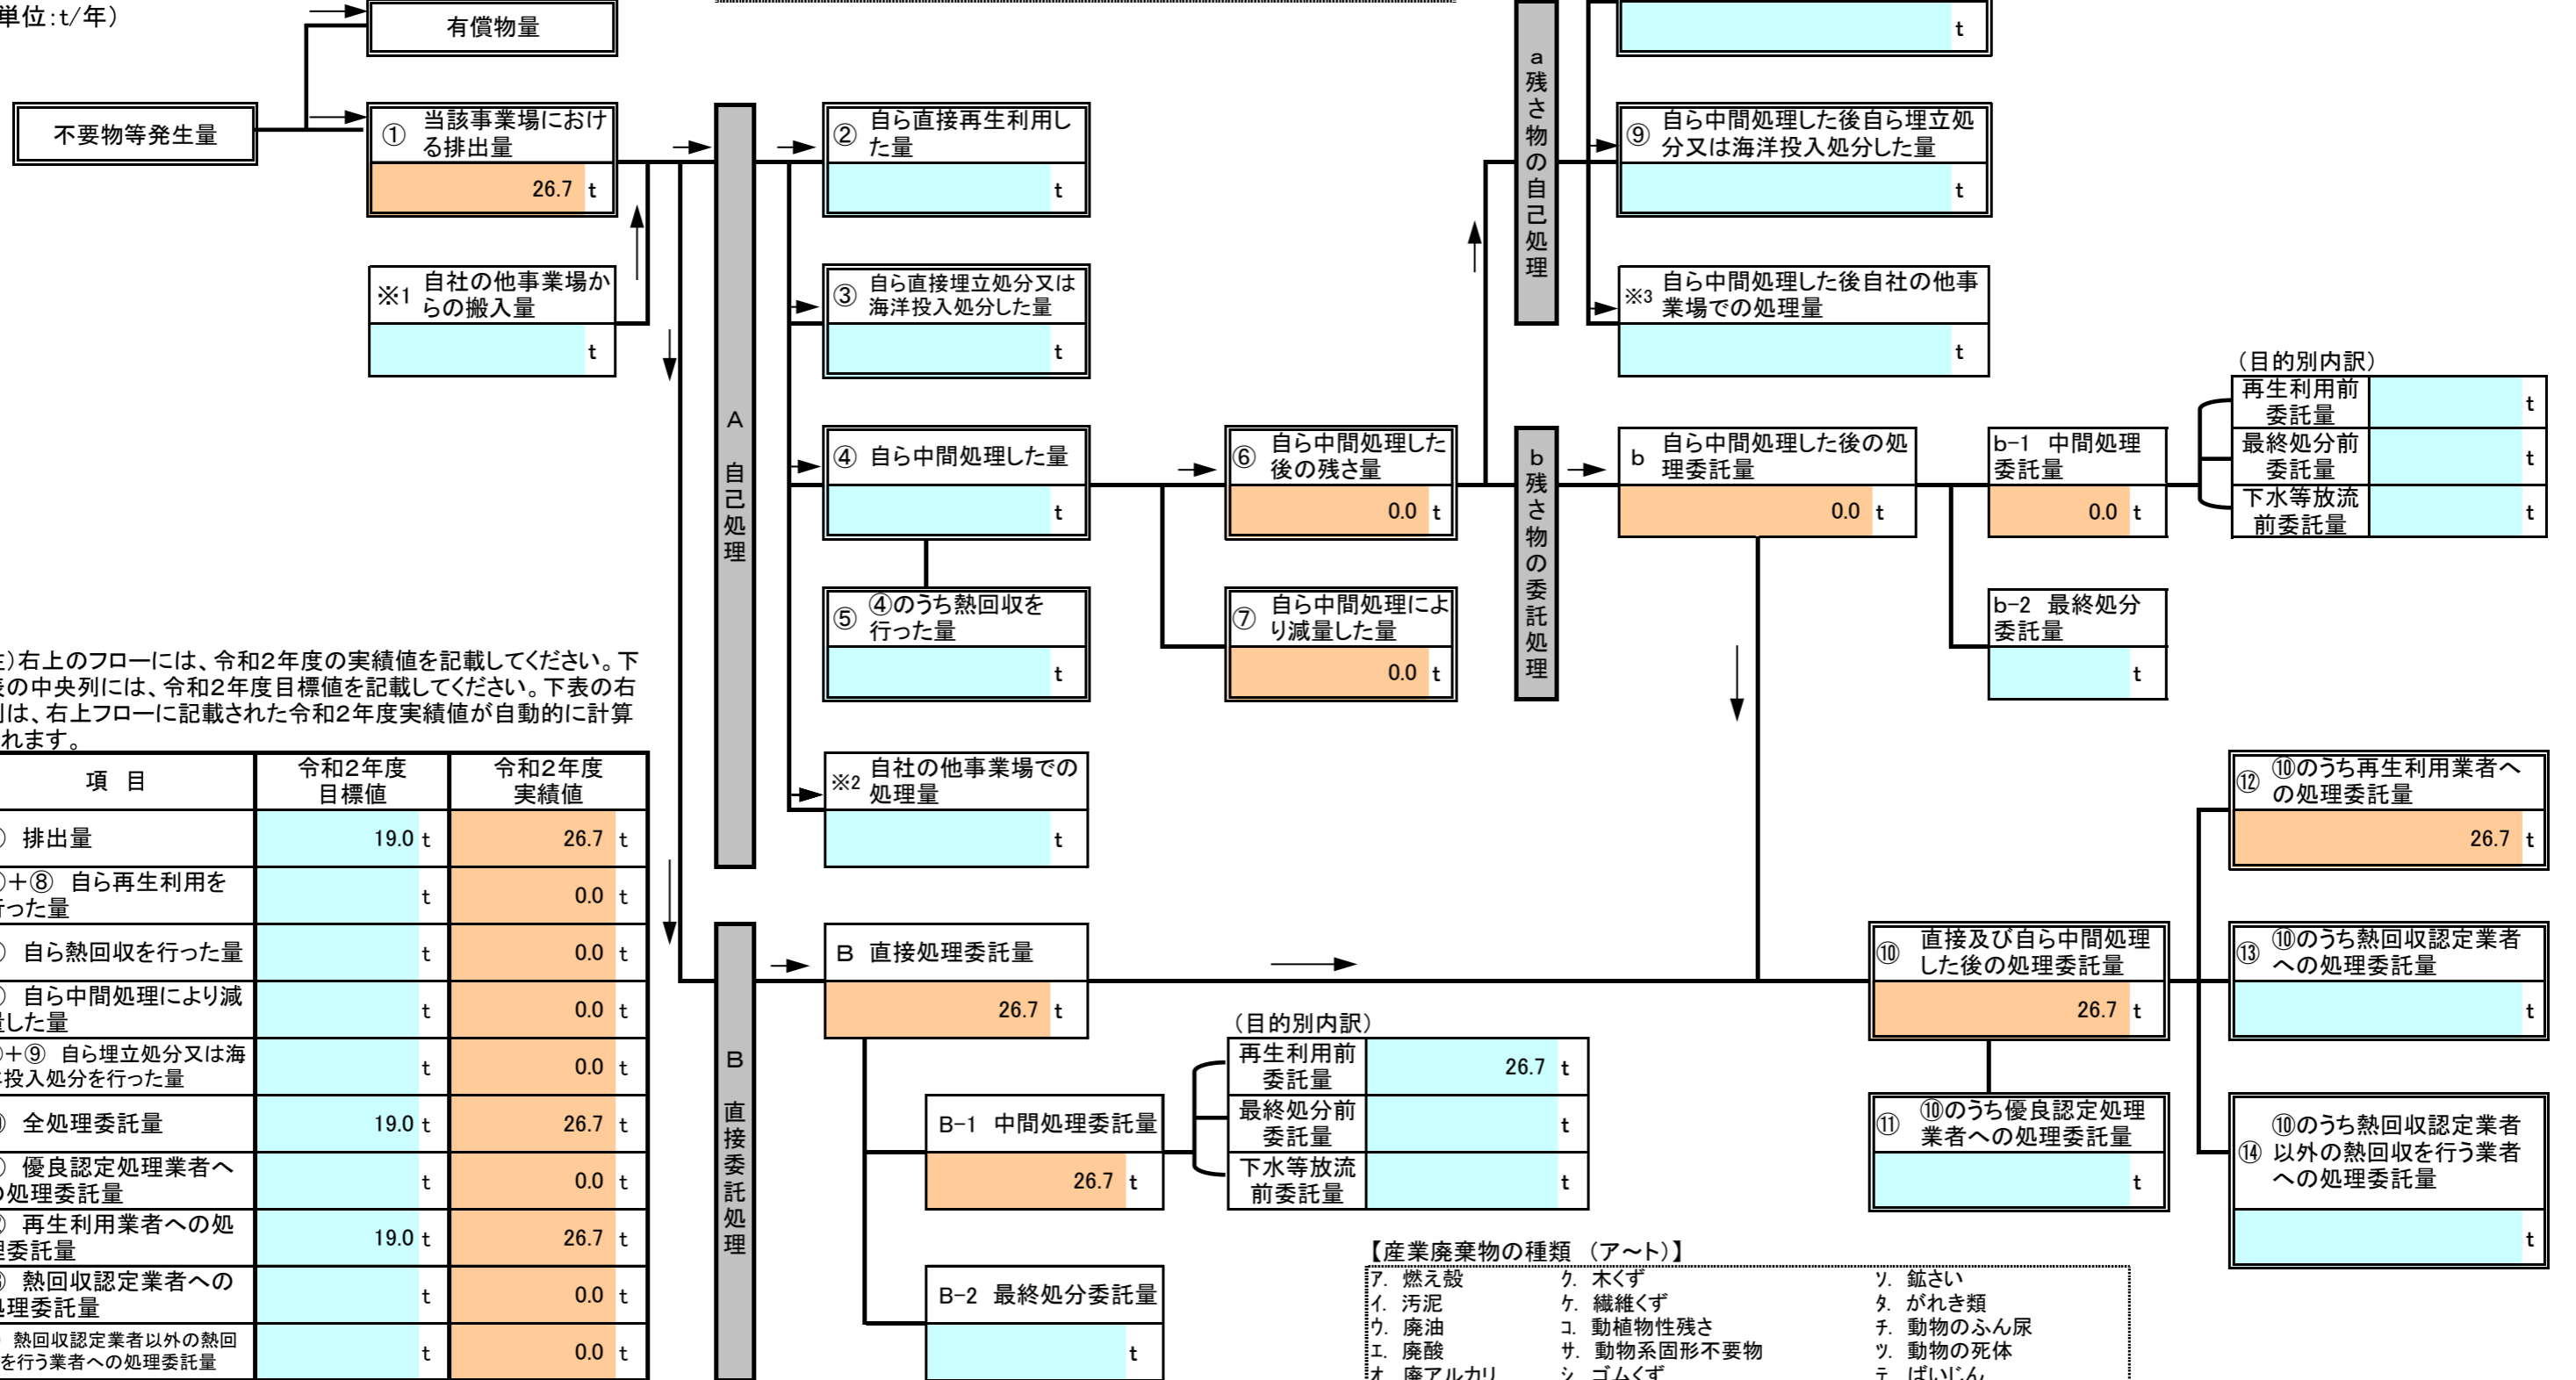 単位:t/年)
有償物量
t
不要物等発生量
① 当該事業場におけ
る排出量
26.7 t
※1 自社の他事業場か
らの搬入量
t
A 自己処理
② 自ら直接再生利用し
た量
t
③ 自ら直接埋立処分又は
海洋投入処分した量
t
④ 自ら中間処理した量
t
⑤ ④のうち熱回収を
行った量
t
※2 自社の他事業場での
処理量
t
⑥ 自ら中間処理した
後の残さ量
0.0 t
⑦ 自ら中間処理によ
り減量した量
0.0 t
a 残さ物の自己処理
⑨ 自ら中間処理した後自ら埋立処
分又は海洋投入処分した量
t
※3 自ら中間処理した後自社の他事
業場での処理量
t
b 残さ物の委託処理
b 自ら中間処理した後の処
理委託量
0.0 t
b-1 中間処理
委託量
0.0 t
b-2 最終処分
委託量
t
(目的別内訳)
再生利用前
委託量 t
最終処分前
委託量 t
下水等放流
前委託量 t
)右上のフローには、令和2年度の実績値を記載してください。下
表の中央列には、令和2年度目標値を記載してください。下表の右
列は、右上フローに記載された令和2年度実績値が自動的に計算
れます。
項 目 令和2年度
目標値 令和2年度
実績値
排出量 19.0 t 26.7 t
+⑧ 自ら再生利用を
行った量 t 0.0 t
自ら熱回収を行った量 t 0.0 t
自ら中間処理により減
量した量 t 0.0 t
+⑨ 自ら埋立処分又は海
洋投入処分を行った量 t 0.0 t
全処理委託量 19.0 t 26.7 t
優良認定処理業者へ
の処理委託量 t 0.0 t
再生利用業者への処
理委託量 19.0 t 26.7 t
熱回収認定業者への
処理委託量 t 0.0 t
熱回収認定業者以外の熱回
を行う業者への処理委託量 t 0.0 t
B 直接委託処理
B 直接処理委託量
26.7 t
B-1 中間処理委託量
26.7 t
B-2 最終処分委託量
t
(目的別内訳)
再生利用前
委託量 26.7 t
最終処分前
委託量 t
下水等放流
前委託量 t
⑩ 直接及び自ら中間処理
した後の処理委託量
26.7 t
⑪ ⑩のうち優良認定処理
業者への処理委託量
t
⑫ ⑩のうち再生利用業者へ
の処理委託量
26.7 t
⑬ ⑩のうち熱回収認定業者
への処理委託量
t
⑭ ⑩のうち熱回収認定業者
以外の熱回収を行う業者
への処理委託量
t
【産業廃棄物の種類 (ア~ト)】
ア. 燃え殻 ク. 木くず ソ. 鉱さい
イ. 汚泥 ケ. 繊維くず タ. がれき類
ウ. 廃油 コ. 動植物性残さ チ. 動物のふん尿
エ. 廃酸 サ. 動物系固形不要物 ツ. 動物の死体
オ. 廃アルカリ シ. ゴムくず テ. ばいじん